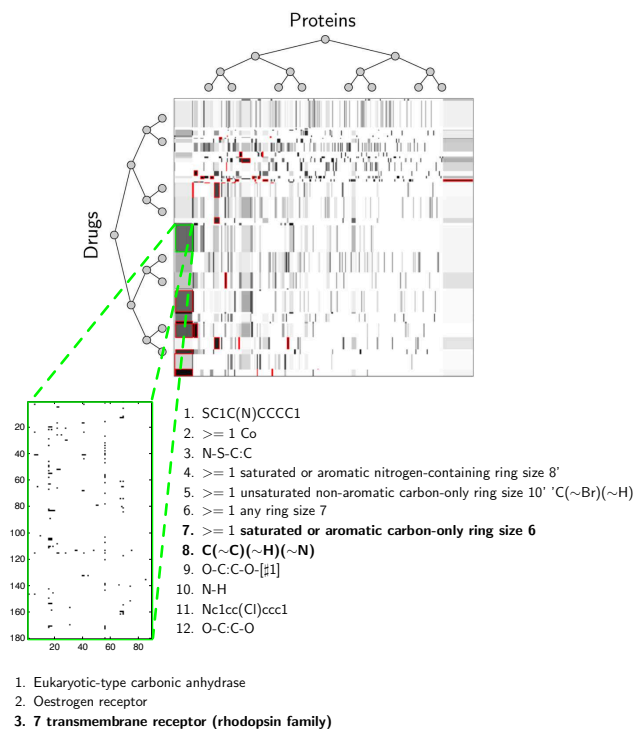 Proteins
Drugs
20
40
60
80
100
120
140
160
180
20 40 60 80
1. SC1C(N)CCCC1
2. >= 1 Co
3. N-S-C:C
4. >= 1 saturated or aromatic nitrogen-containing ring size 8'
5. >= 1 unsaturated non-aromatic carbon-only ring size 10' 'C(∼Br)(∼H)
6. >= 1 any ring size 7
7. >= 1 saturated or aromatic carbon-only ring size 6
8. C(∼C)(∼H)(∼N)
9. O-C:C-O-[♯1]
10. N-H
11. Nc1cc(Cl)ccc1
12. O-C:C-O
1. Eukaryotic-type carbonic anhydrase
2. Oestrogen receptor
3. 7 transmembrane receptor (rhodopsin family)